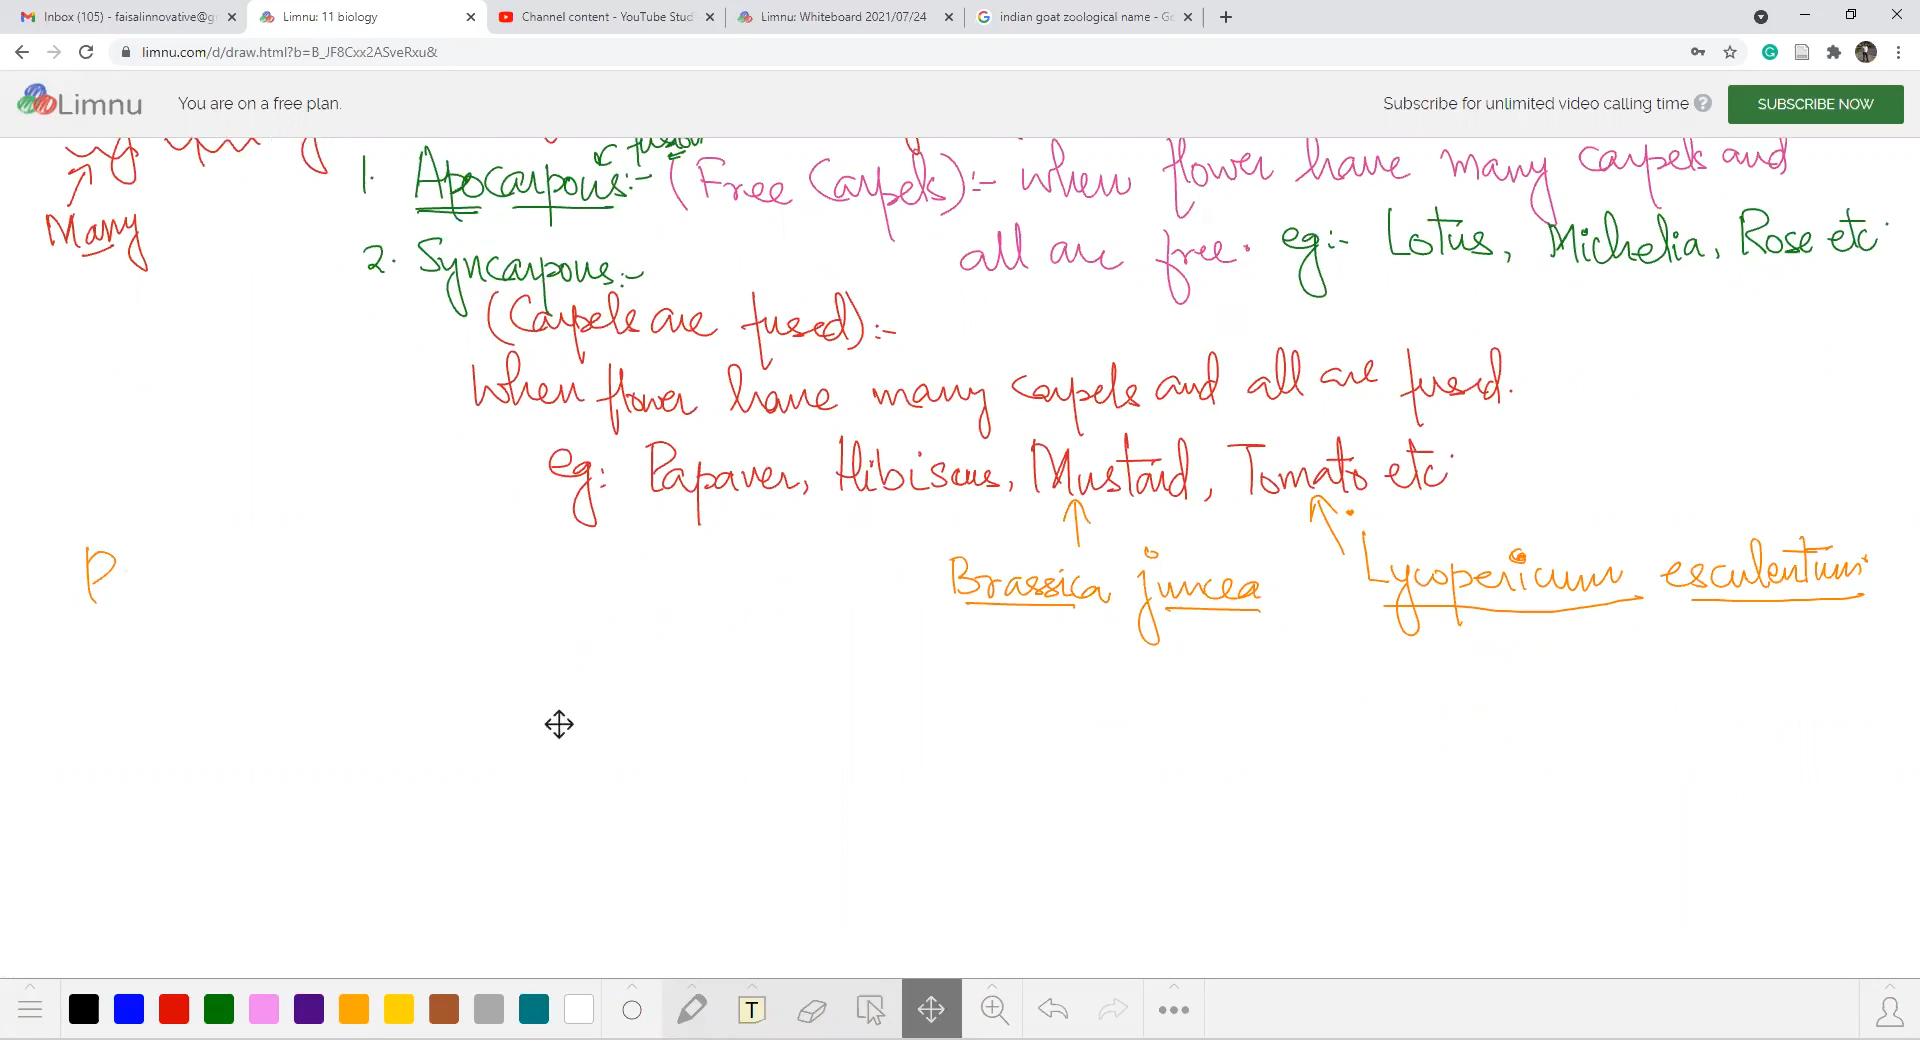 Inbox (105) - faisalinnovative@g
Limnu: 11 biology
Channel content - YouTube Stud
Limnu: Whiteboard 2021/07/24
indian goat zoological name - Go
limnu.com/d/draw.html?b=B_JF8Cxx2ASveRxu&
Limnu
You are on a free plan.
Subscribe for unlimited video calling time
SUBSCRIBE NOW
fusion
Many
1. Apocarpous:- (Free Carpels):- When flower have many carpels and
all are free. eg:- Lotus, Michelia, Rose etc.
2. Syncarpous:-
(Carpels are fused):-
When flower have many carpels and all are fused.
eg: Papaver, Hibiscus, Mustard, Tomato etc.
P
Brassica juncea
Lycopericum esculentum.
T